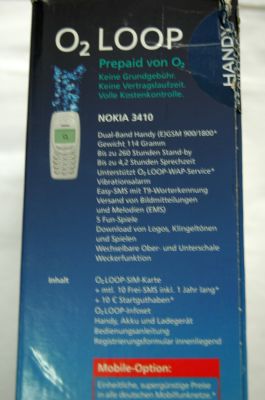 O₂ LOOP
HANDY
Prepaid von O₂
Keine Grundgebühr.
Keine Vertragslaufzeit.
Volle Kostenkontrolle.
NOKIA 3410
Dual-Band Handy (E)GSM 900/1800*
Gewicht 114 Gramm
Bis zu 260 Stunden Stand-by
Bis zu 4,2 Stunden Sprechzeit
Unterstützt O₂ LOOP-WAP-Service*
Vibrationsalarm
Easy-SMS mit T9-Worterkennung
Versand von Bildmitteilungen
und Melodien (EMS)
5 Fun-Spiele
Download von Logos, Klingeltönen
und Spielen
Wechselbare Ober- und Unterschale
Weckerfunktion
Inhalt
O₂ LOOP-SIM-Karte
+ mtl. 10 Frei-SMS inkl. 1 Jahr lang*
+ 10 € Startguthaben*
O₂ LOOP-Infoset
Handy, Akku und Ladegerät
Bedienungsanleitung
Registrierungsformular innenliegend
Mobile-Option:
Einheitliche, supergünstige Preise
in alle deutschen Mobilfunknetze.*